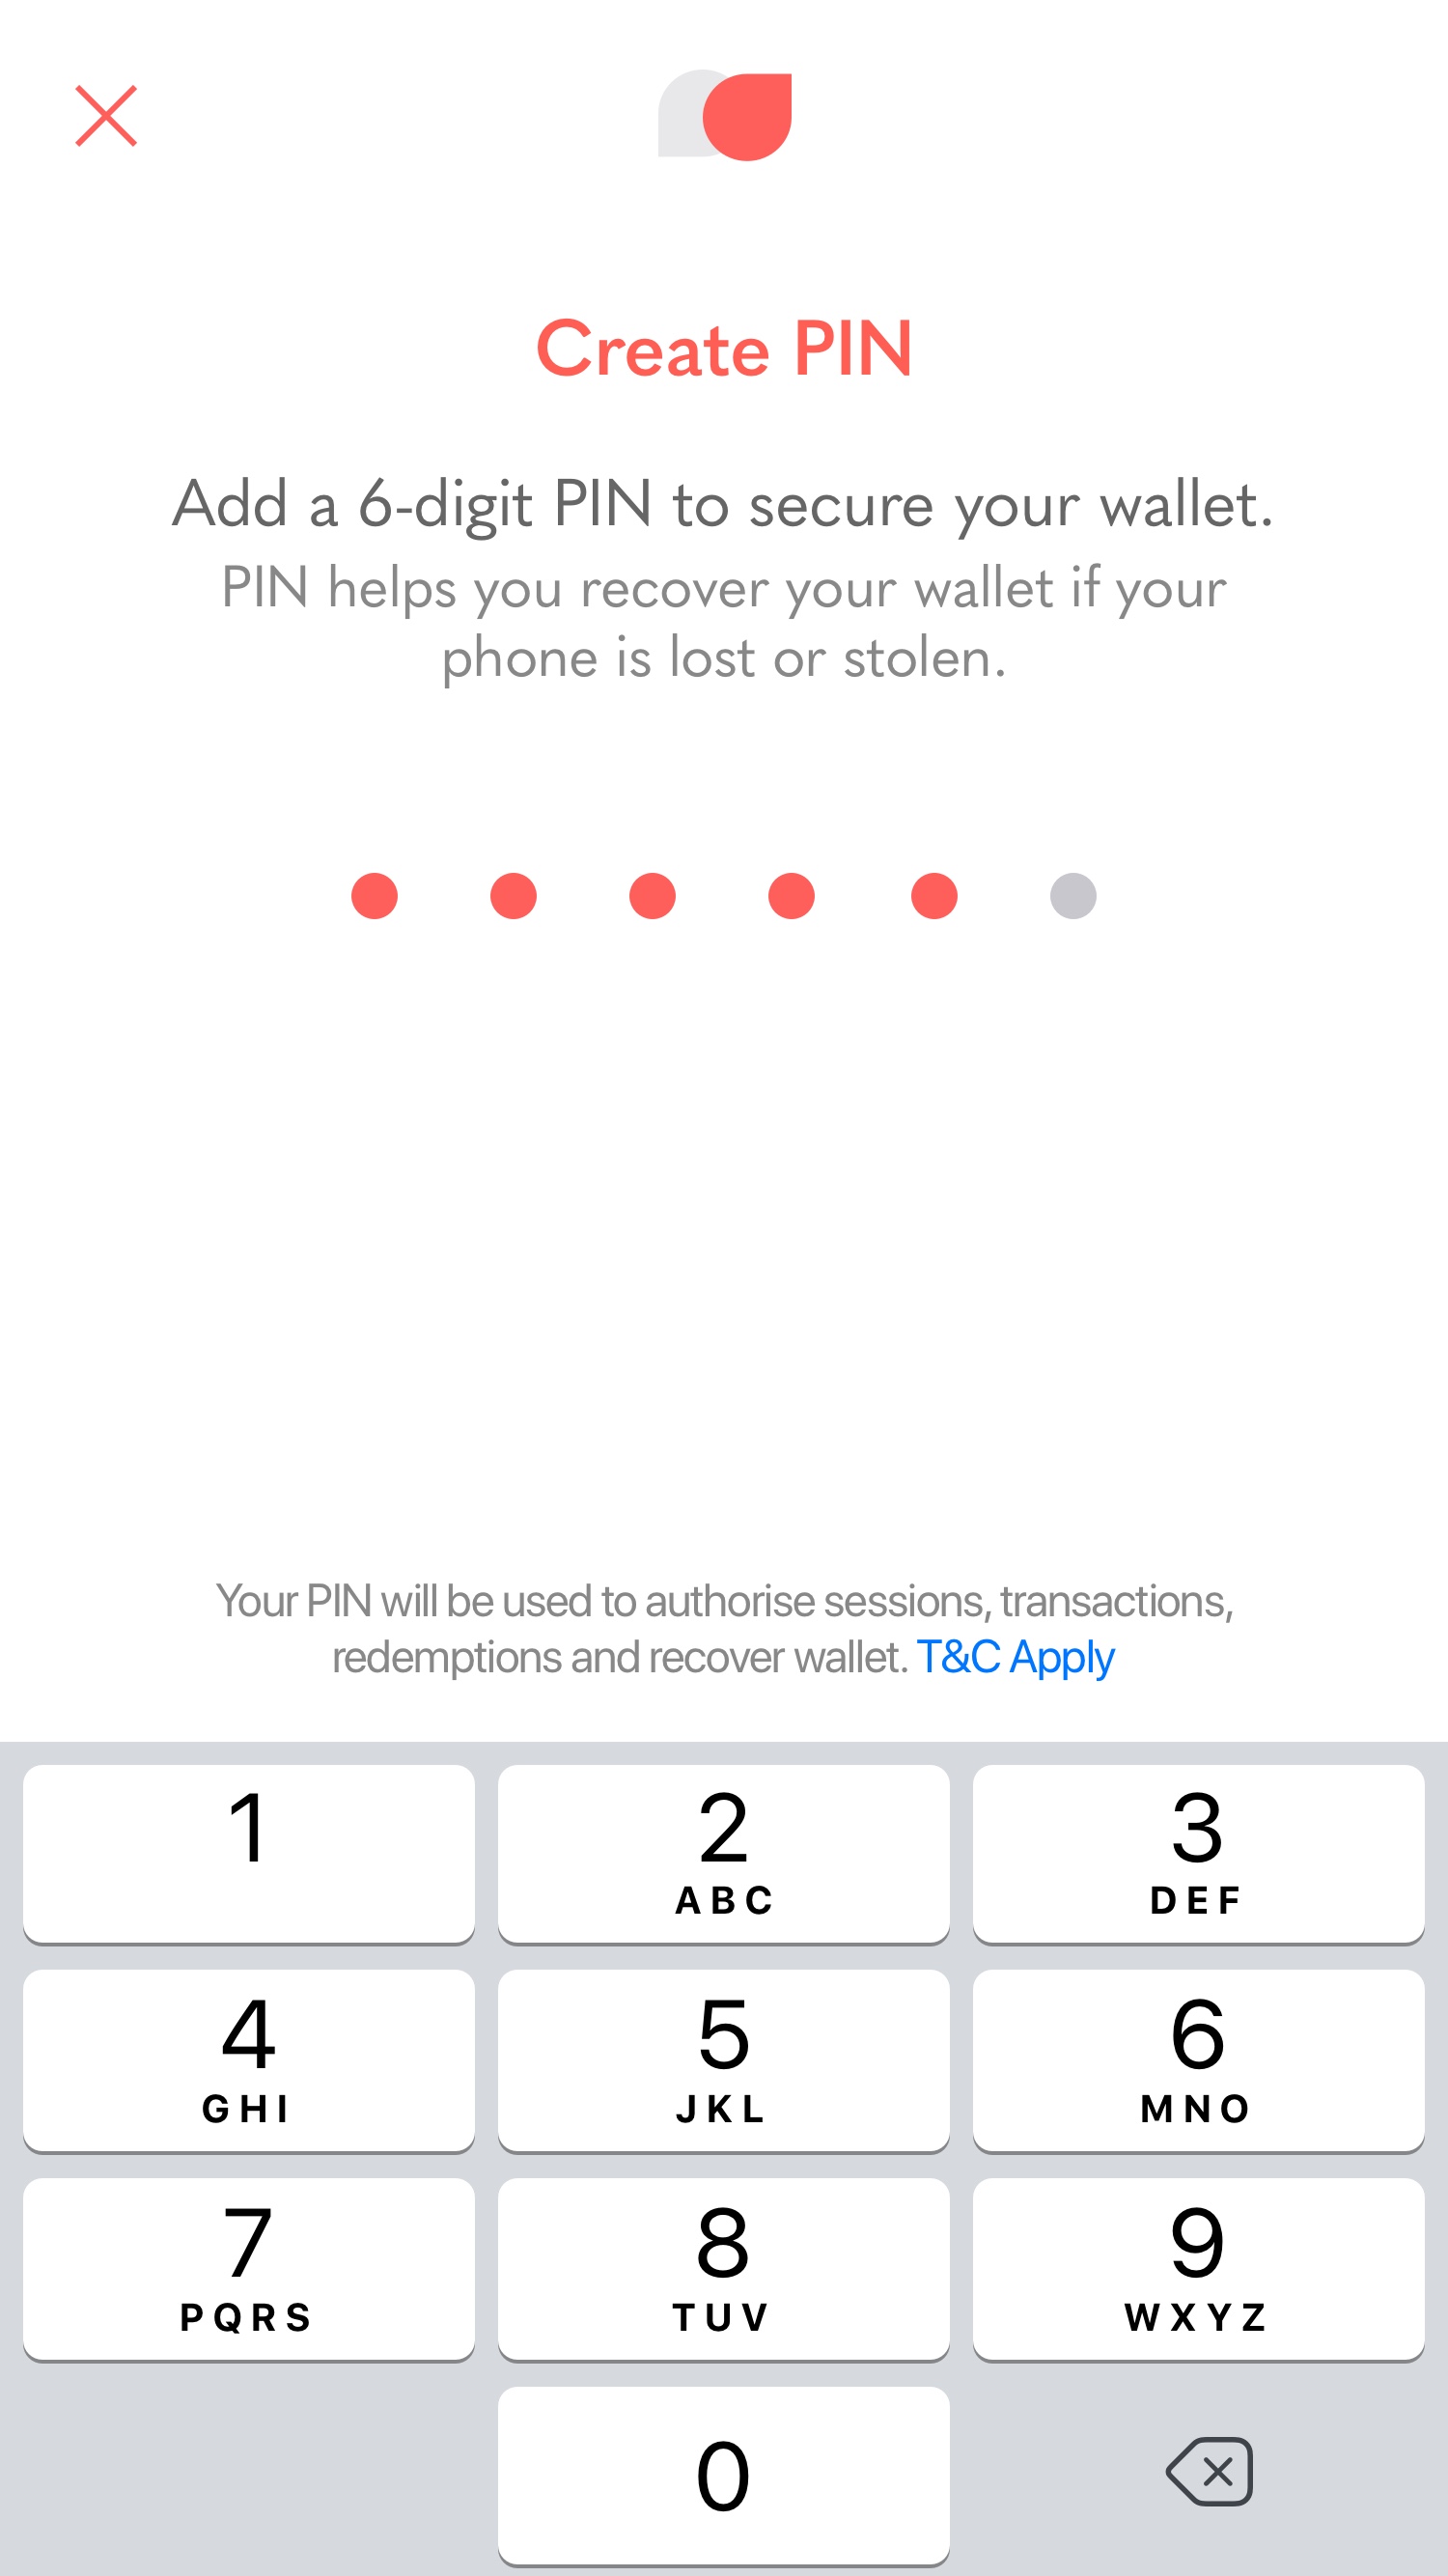 Create PIN
Add a 6-digit PIN to secure your wallet.
PIN helps you recover your wallet if your
phone is lost or stolen.
Your PIN will be used to authorise sessions, transactions,
redemptions and recover wallet. T&C Apply
1 2 3
ABC DEF
4 5 6
GHI JKL MNO
7 8 9
PQRS TUV WXYZ
0